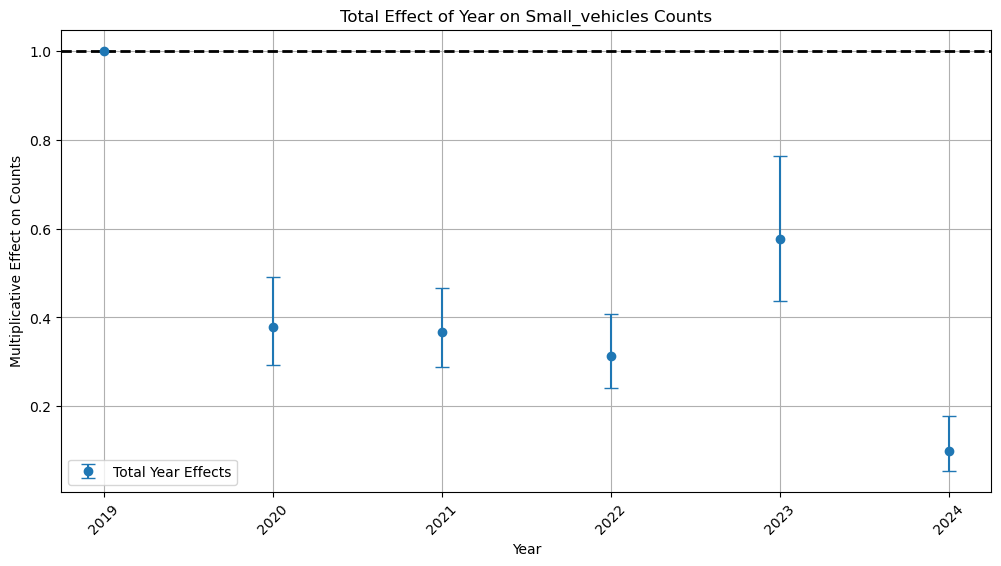 Total Effect of Year on Small_vehicles Counts
Multiplicative Effect on Counts
1.0
0.8
0.6
0.4
0.2
Total Year Effects
2019
2020
2021
2022
2023
2024
Year